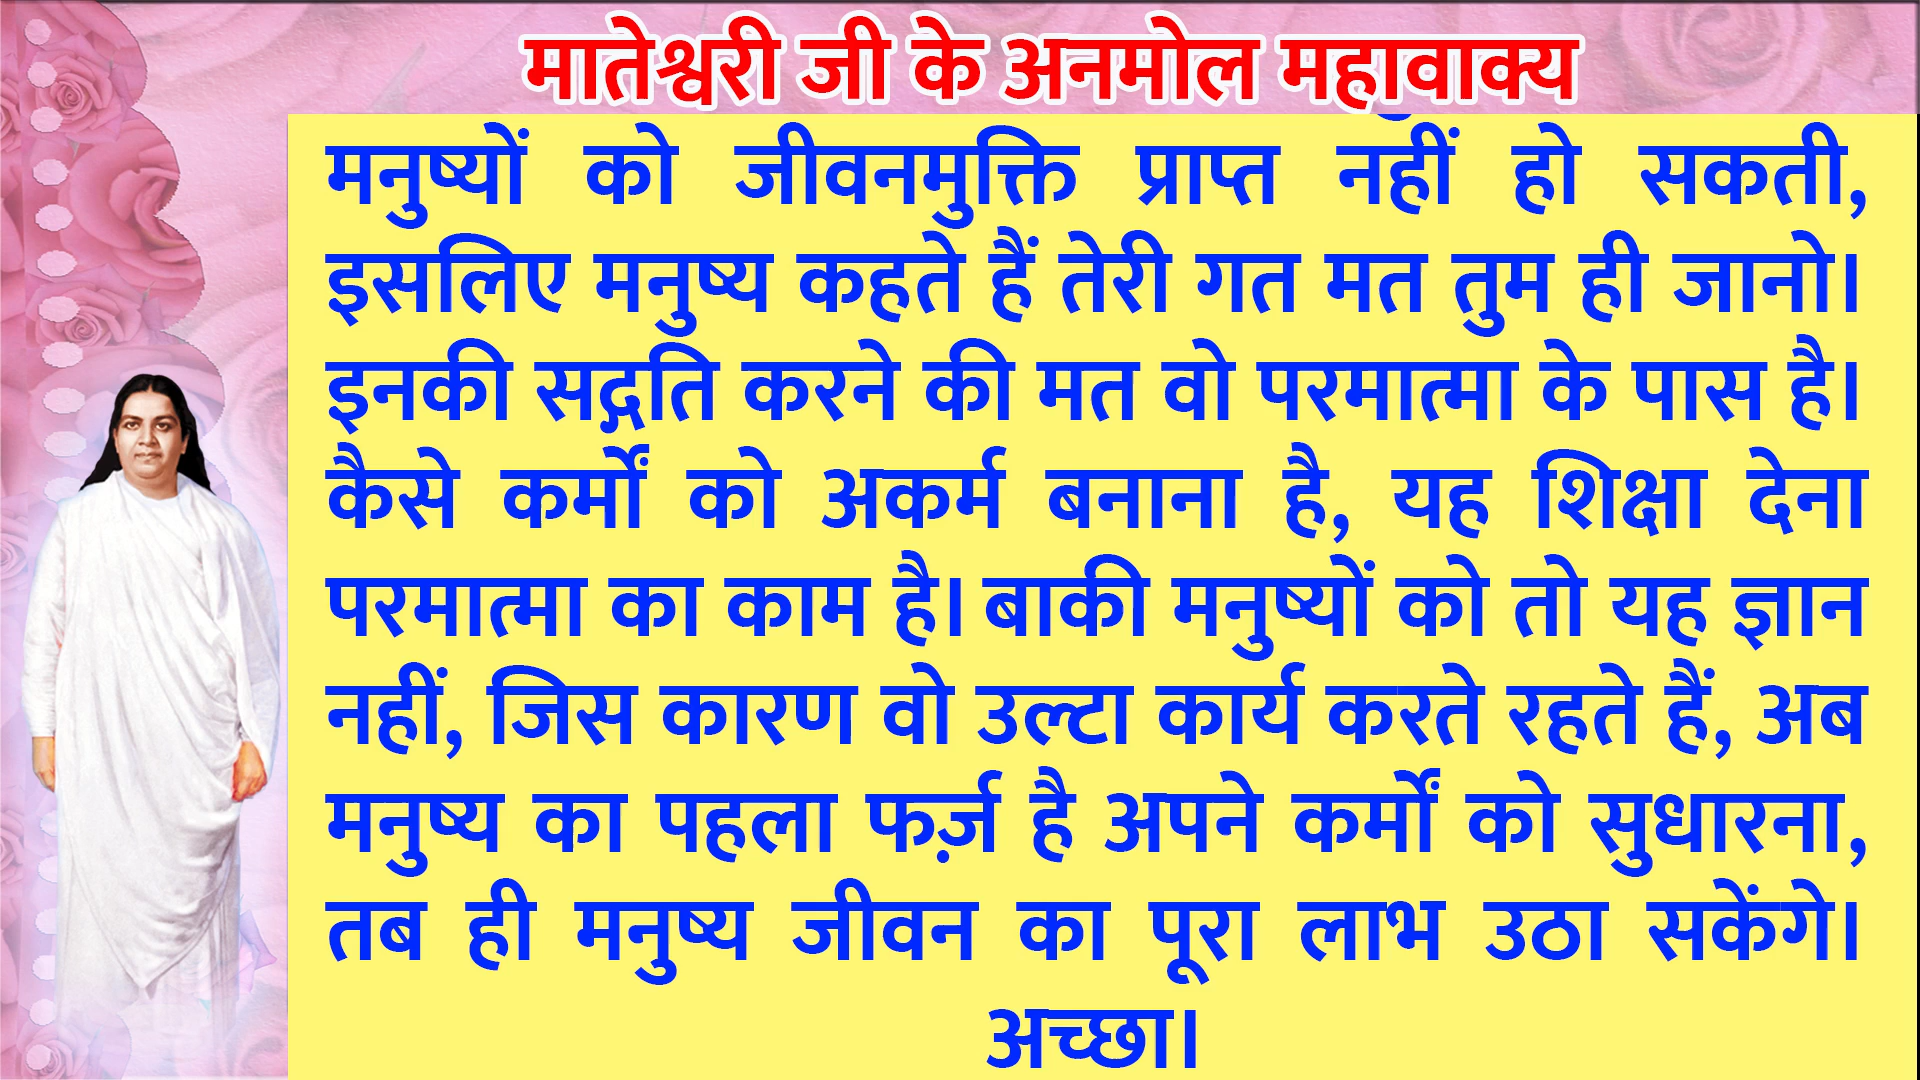 मातेश्वरी जी के अनमोल महावाक्य
मनुष्यों को जीवनमुक्ति प्राप्त नहीं हो सकती,
इसलिए मनुष्य कहते हैं तेरी गत मत तुम ही जानो।
इनकी सद्गति करने की मत वो परमात्मा के पास है।
कैसे कर्मों को अकर्म बनाना है, यह शिक्षा देना
परमात्मा का काम है। बाकी मनुष्यों को तो यह ज्ञान
नहीं, जिस कारण वो उल्टा कार्य करते रहते हैं, अब
मनुष्य का पहला फर्ज़ है अपने कर्मों को सुधारना,
तब ही मनुष्य जीवन का पूरा लाभ उठा सकेंगे।
अच्छा।